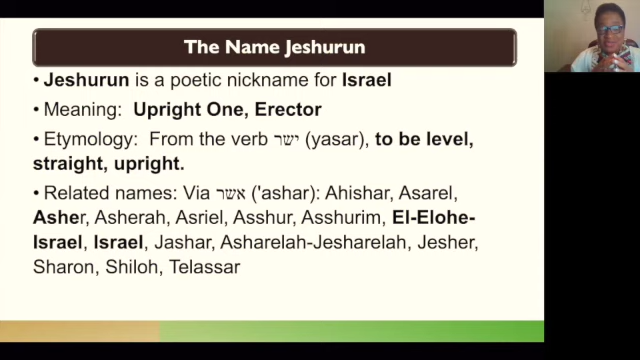 The Name Jeshurun
• Jeshurun is a poetic nickname for Israel
• Meaning: Upright One, Erector
• Etymology: From the verb ישר (yasar), to be level,
straight, upright.
• Related names: Via אשר ('ashar): Ahishar, Asarel,
Asher, Asherah, Asriel, Asshur, Asshurim, El-Elohe-
Israel, Israel, Jashar, Asharelah-Jesharelah, Jesher,
Sharon, Shiloh, Telassar